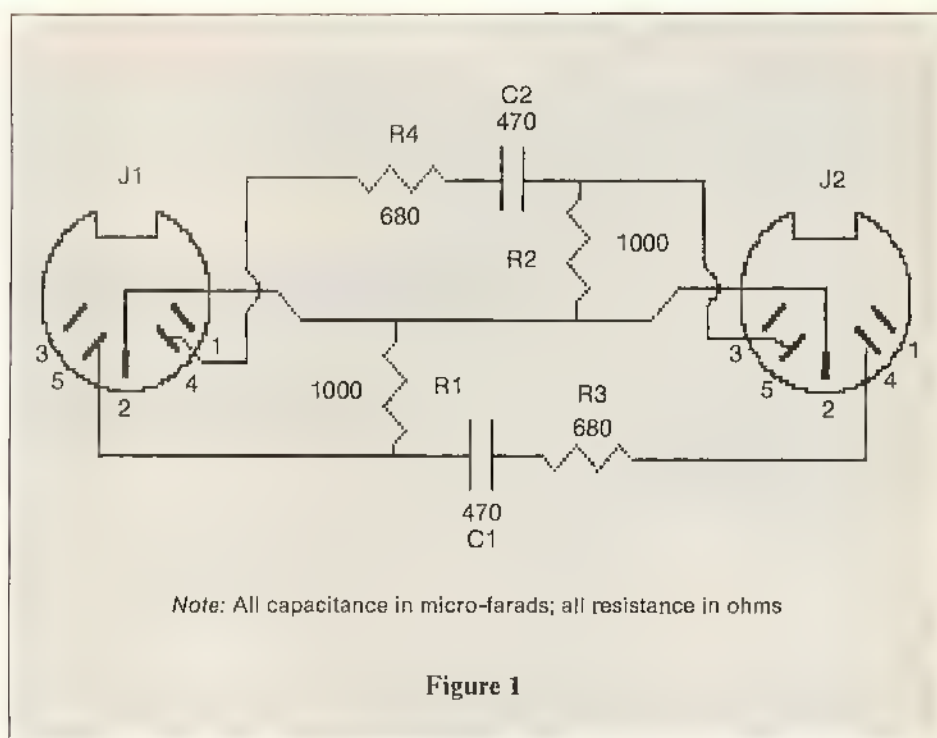 C2
470
R4
J1
J2
680
R2
1000
3
5
2
4
1
3
5
2
4
1
1000
R1
R3
680
470
C1
Note: All capacitance in micro-farads; all resistance in ohms
Figure 1